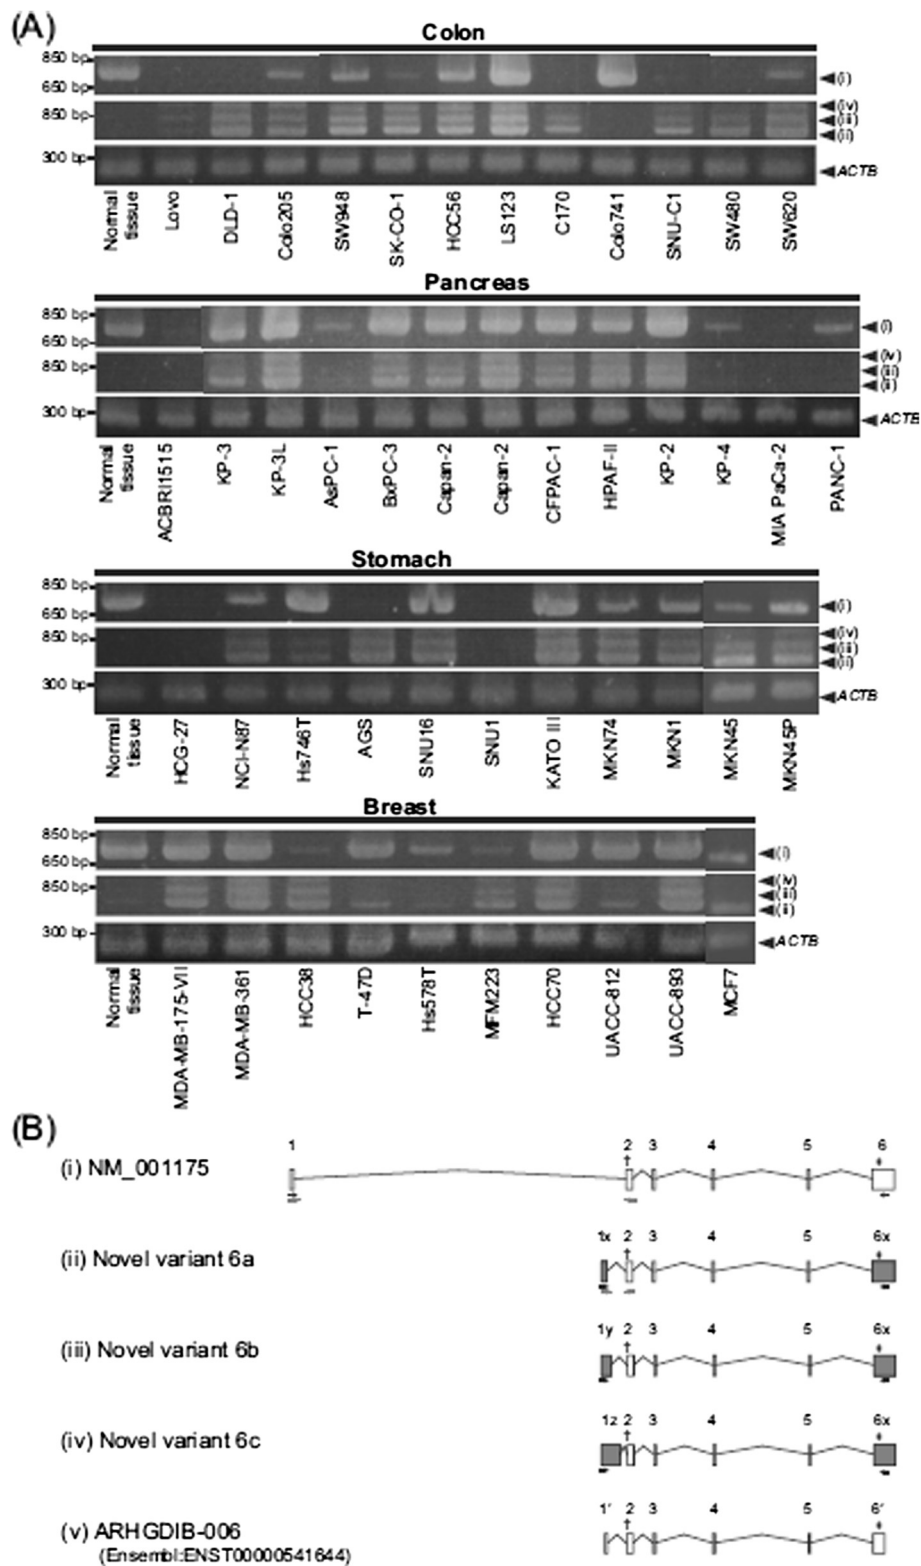 (A)
Colon
850 bp
650 bp
(i)
850 bp
(iv)
(iii)
(ii)
300 bp
ACTB
Normal tissue
Lovo
DLD-1
Colo205
SW948
SK-CO-1
HCC56
LS123
C170
Colo741
SNU-C1
SW480
SW620
Pancreas
850 bp
650 bp
(i)
850 bp
(iv)
(iii)
(ii)
300 bp
ACTB
Normal tissue
ACBRI1515
KP-3
KP-3L
AsPC-1
BxPC-3
Capan-2
Capan-2
CFPAC-1
HPAF-II
KP-2
KP-4
MIA PaCa-2
PANC-1
Stomach
850 bp
650 bp
(i)
850 bp
(iv)
(iii)
(ii)
300 bp
ACTB
Normal tissue
HCG-27
NCI-N87
Hs746T
AGS
SNU16
SNU1
KATO III
MKN74
MKN1
MKN45
MKN45P
Breast
850 bp
650 bp
(i)
850 bp
(iv)
(iii)
(ii)
300 bp
ACTB
Normal tissue
MDA-MB-175-VII
MDA-MB-361
HCC38
T-47D
Hs578T
MFM223
HCC70
UACC-812
UACC-893
MCF7
(B)
1 2 3 4 5 6
(i) NM_001175
1x 2 3 4 5 6x
(ii) Novel variant 6a
1y 2 3 4 5 6x
(iii) Novel variant 6b
1z 2 3 4 5 6x
(iv) Novel variant 6c
1' 2 3 4 5 6'
(v) ARHGDIB-006
(Ensembl:ENST00000541644)